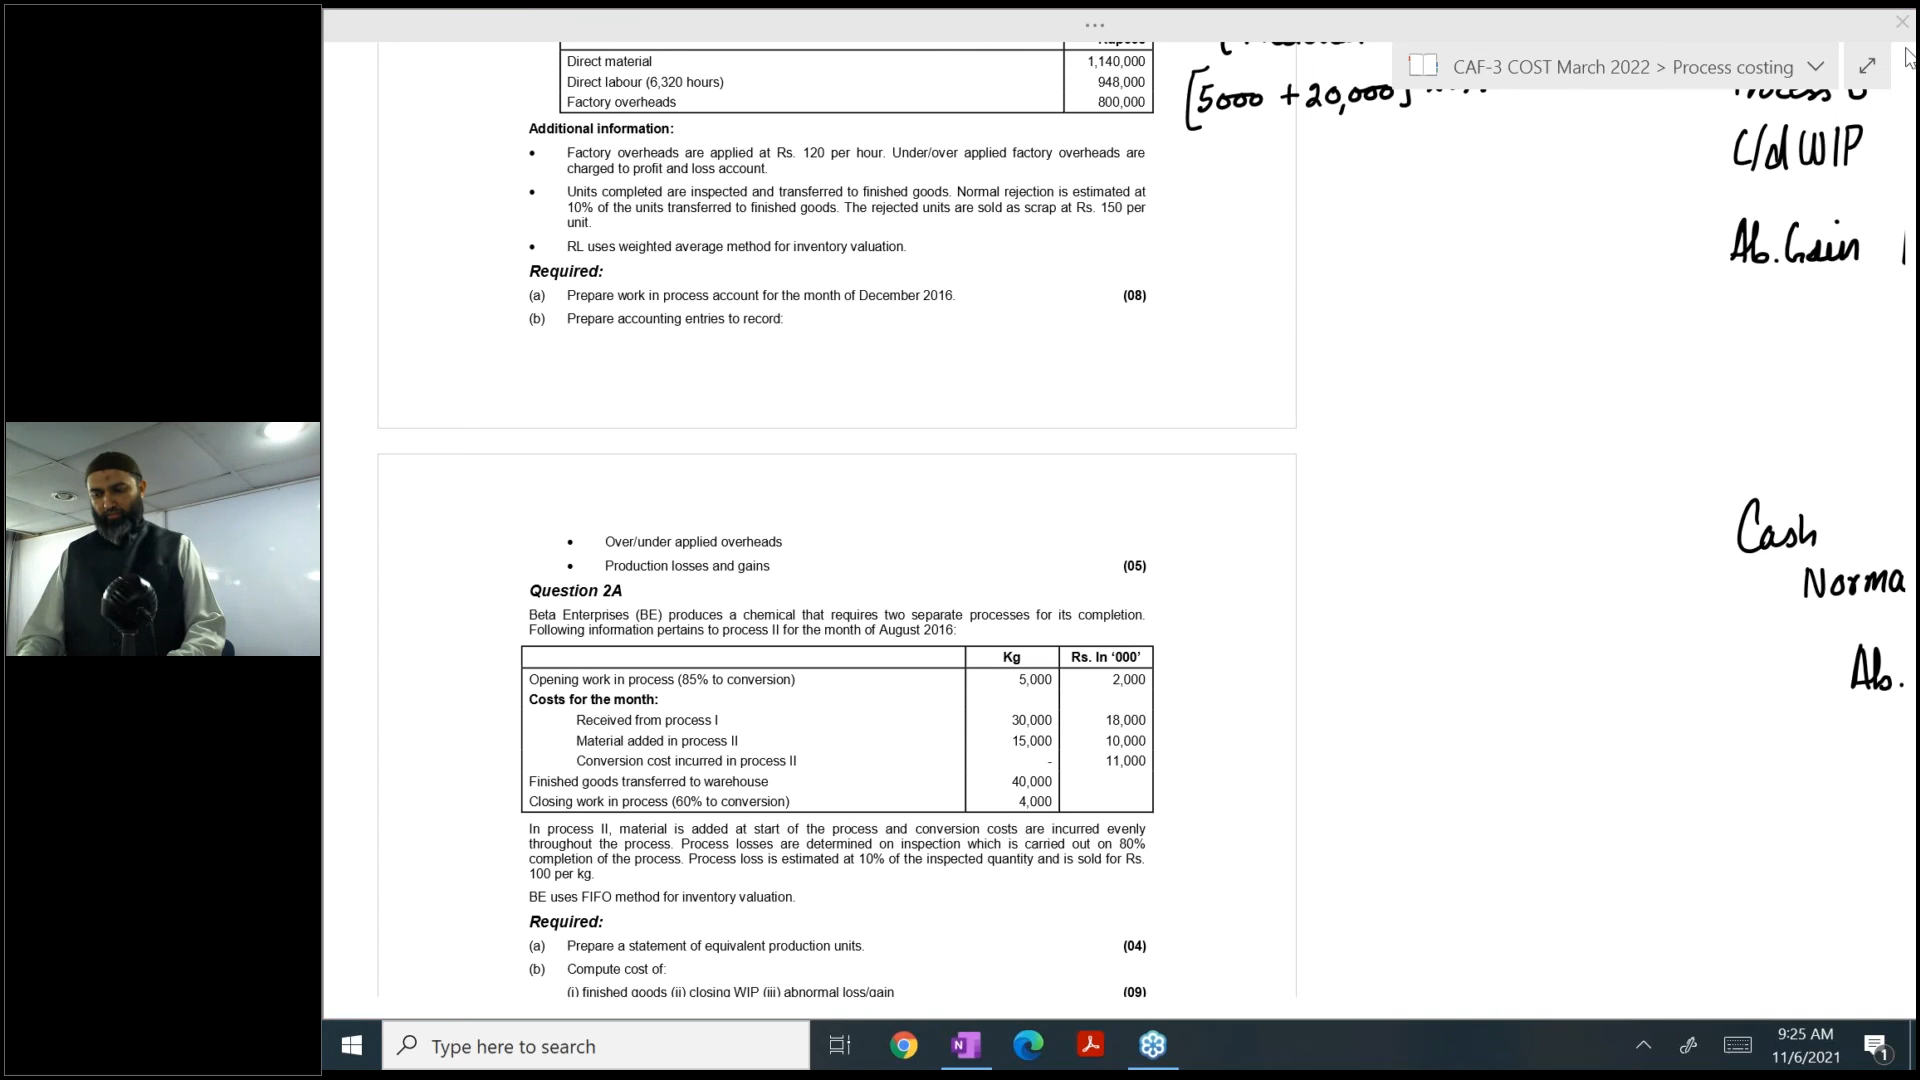 CAF-3 COST March 2022 > Process costing
Direct material 1,140,000
Direct labour (6,320 hours) 948,000
Factory overheads 800,000
[5000 + 20,000]
Process
C/d WIP
Ab. Gain
Additional information:
• Factory overheads are applied at Rs. 120 per hour. Under/over applied factory overheads are
charged to profit and loss account.
• Units completed are inspected and transferred to finished goods. Normal rejection is estimated at
10% of the units transferred to finished goods. The rejected units are sold as scrap at Rs. 150 per
unit.
• RL uses weighted average method for inventory valuation.
Required:
(a) Prepare work in process account for the month of December 2016. (08)
(b) Prepare accounting entries to record:
• Over/under applied overheads
• Production losses and gains (05)
Cash
Norma
Ab.
Question 2A
Beta Enterprises (BE) produces a chemical that requires two separate processes for its completion.
Following information pertains to process II for the month of August 2016:
Kg Rs. In ‘000’
Opening work in process (85% to conversion) 5,000 2,000
Costs for the month:
Received from process I 30,000 18,000
Material added in process II 15,000 10,000
Conversion cost incurred in process II - 11,000
Finished goods transferred to warehouse 40,000
Closing work in process (60% to conversion) 4,000
In process II, material is added at start of the process and conversion costs are incurred evenly
throughout the process. Process losses are determined on inspection which is carried out on 80%
completion of the process. Process loss is estimated at 10% of the inspected quantity and is sold for Rs.
100 per kg.
BE uses FIFO method for inventory valuation.
Required:
(a) Prepare a statement of equivalent production units. (04)
(b) Compute cost of:
(i) finished goods (ii) closing WIP (iii) abnormal loss/gain (09)
Type here to search
9:25 AM
11/6/2021
1